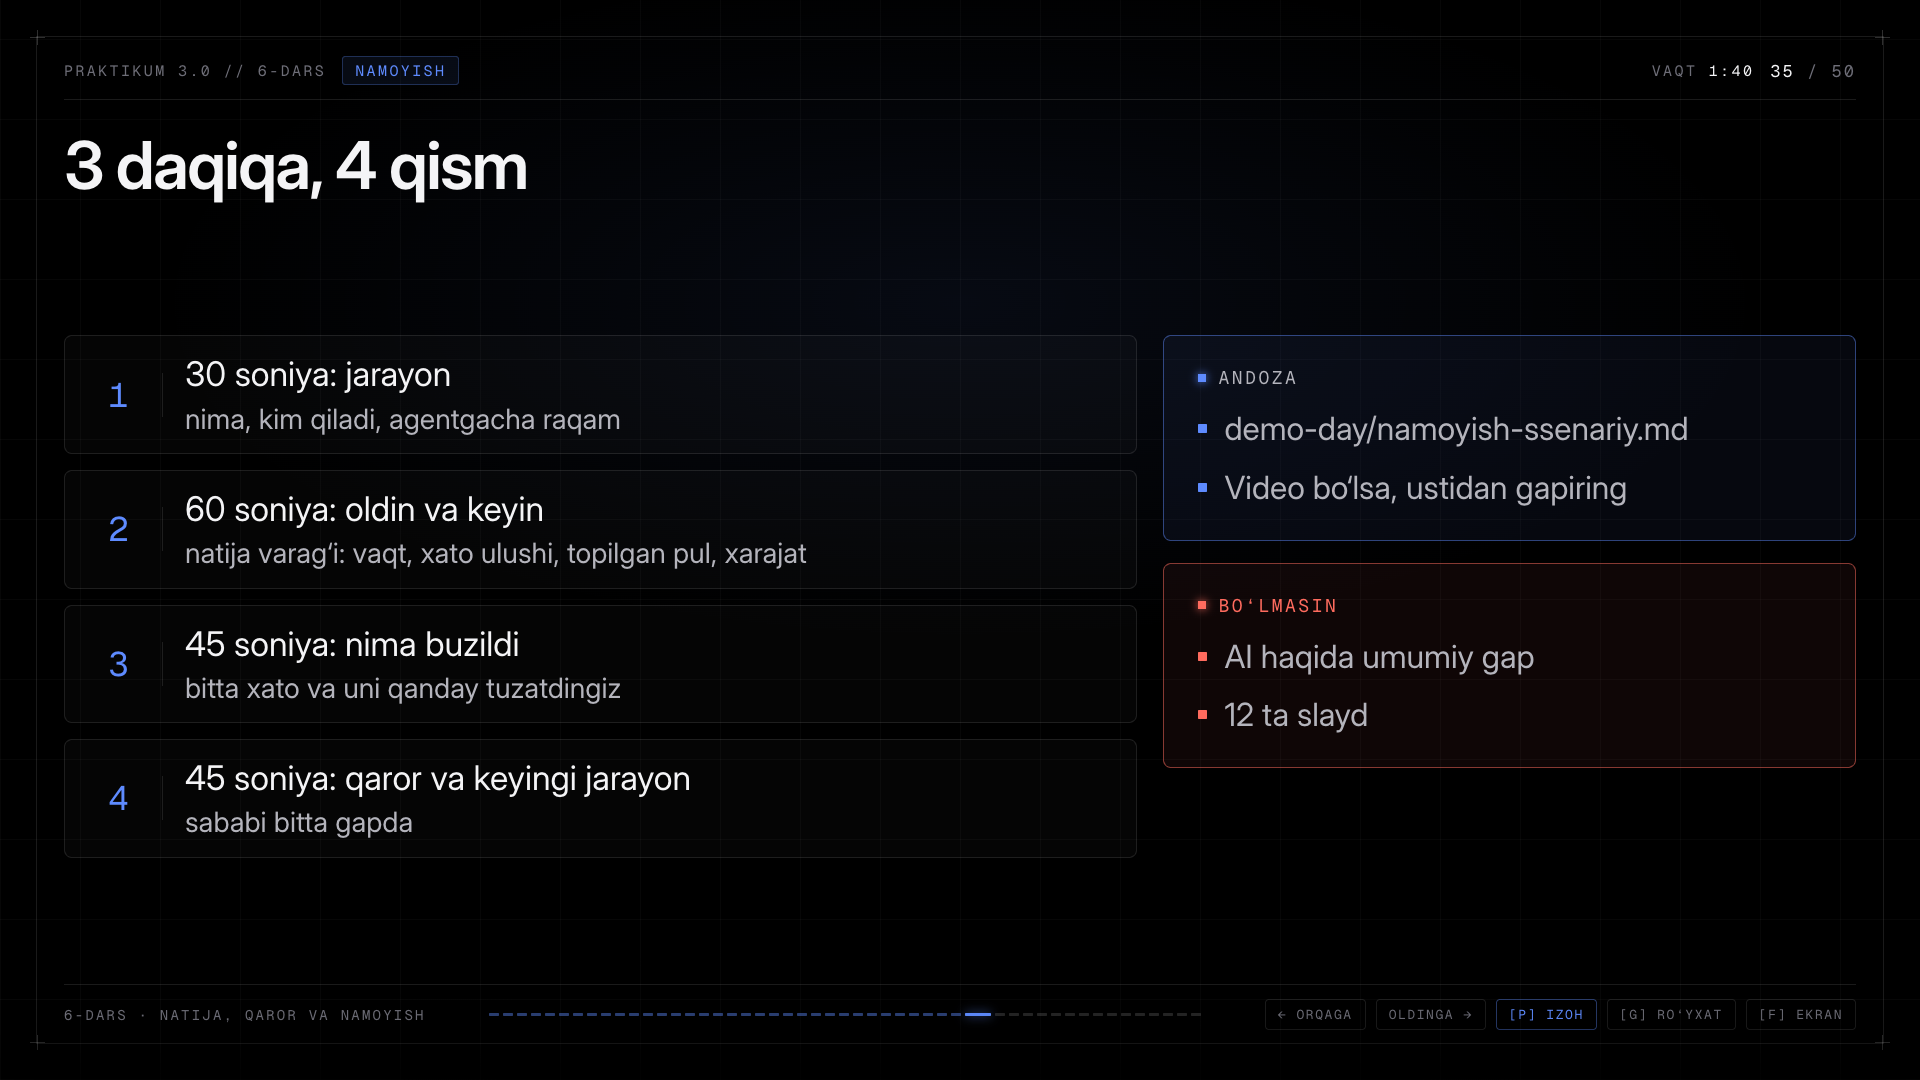 PRAKTIKUM 3.0 // 6-DARS NAMOYISH
VAQT 1:40 35 / 50
3 daqiqa, 4 qism
1
30 soniya: jarayon
nima, kim qiladi, agentgacha raqam
2
60 soniya: oldin va keyin
natija varag‘i: vaqt, xato ulushi, topilgan pul, xarajat
3
45 soniya: nima buzildi
bitta xato va uni qanday tuzatdingiz
4
45 soniya: qaror va keyingi jarayon
sababi bitta gapda
ANDOZA
demo-day/namoyish-ssenariy.md
Video bo‘lsa, ustidan gapiring
BO‘LMASIN
AI haqida umumiy gap
12 ta slayd
6-DARS · NATIJA, QAROR VA NAMOYISH
← ORQAGA
OLDINGA →
[P] IZOH
[G] RO‘YXAT
[F] EKRAN